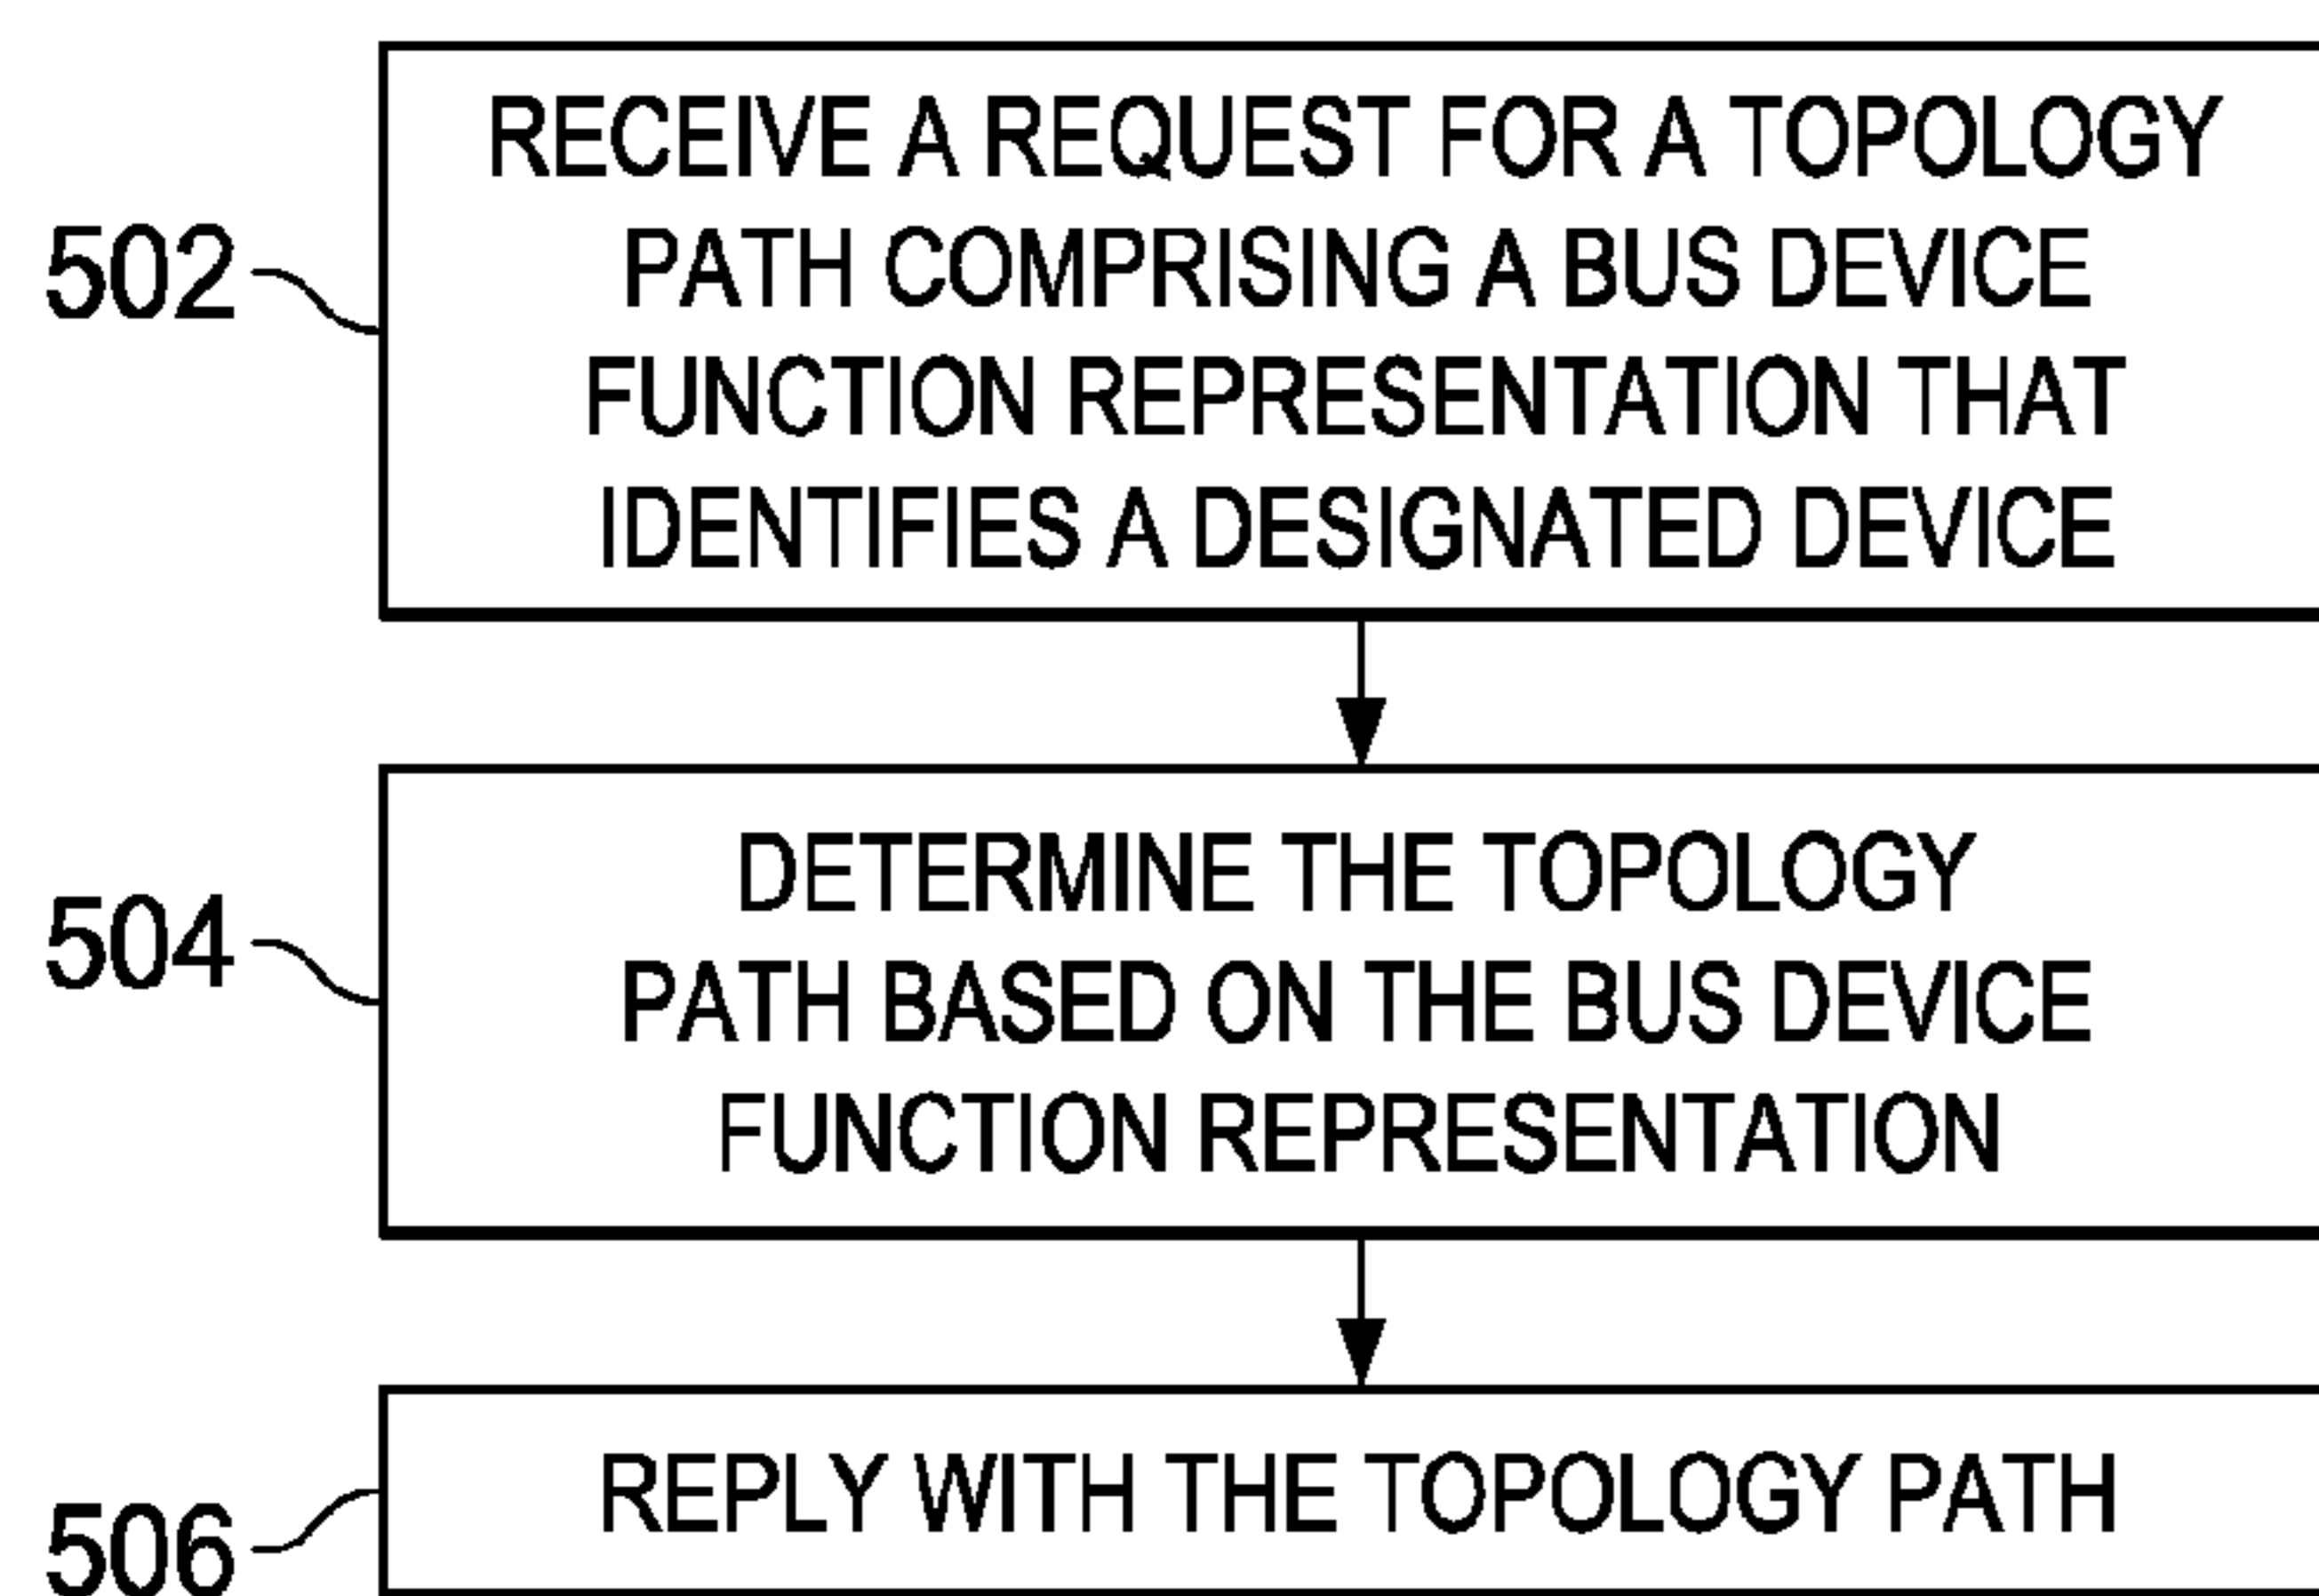 RECEIVE A REQUEST FOR A TOPOLOGY
PATH COMPRISING A BUS DEVICE
FUNCTION REPRESENTATION THAT
IDENTIFIES A DESIGNATED DEVICE
502
DETERMINE THE TOPOLOGY
PATH BASED ON THE BUS DEVICE
FUNCTION REPRESENTATION
504
REPLY WITH THE TOPOLOGY PATH
506